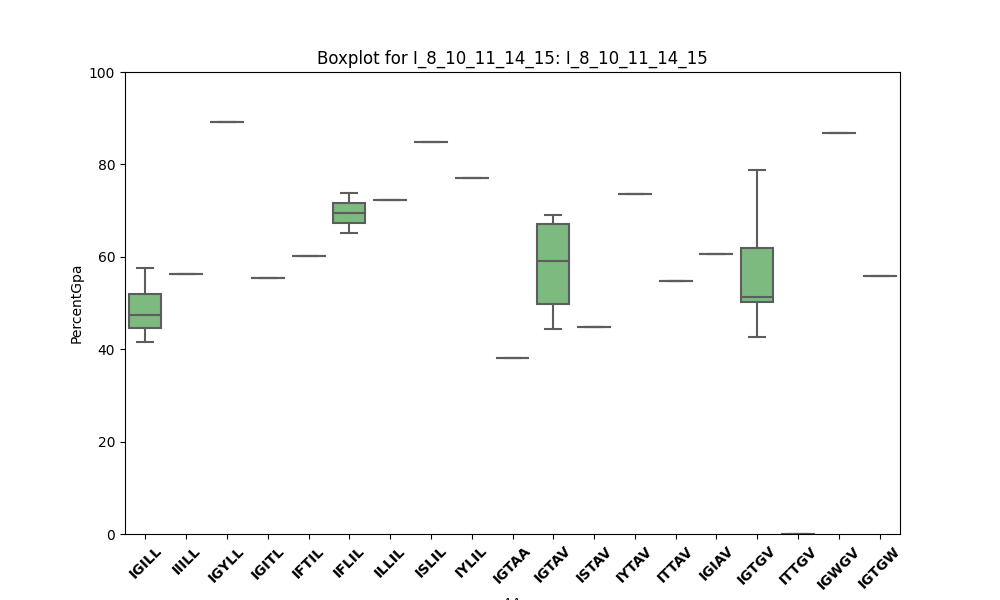 Boxplot for I_8_10_11_14_15: I_8_10_11_14_15
100
80
60
40
20
0
PercentGpa
IGILL
IIILL
IGYLL
IGITL
IFTIL
IFLIL
ILLIL
ISLIL
IYLIL
IGTAA
IGTAV
ISTAV
IYTAV
ITTAV
IGIAV
IGTGV
ITTGV
IGWGV
IGTGW